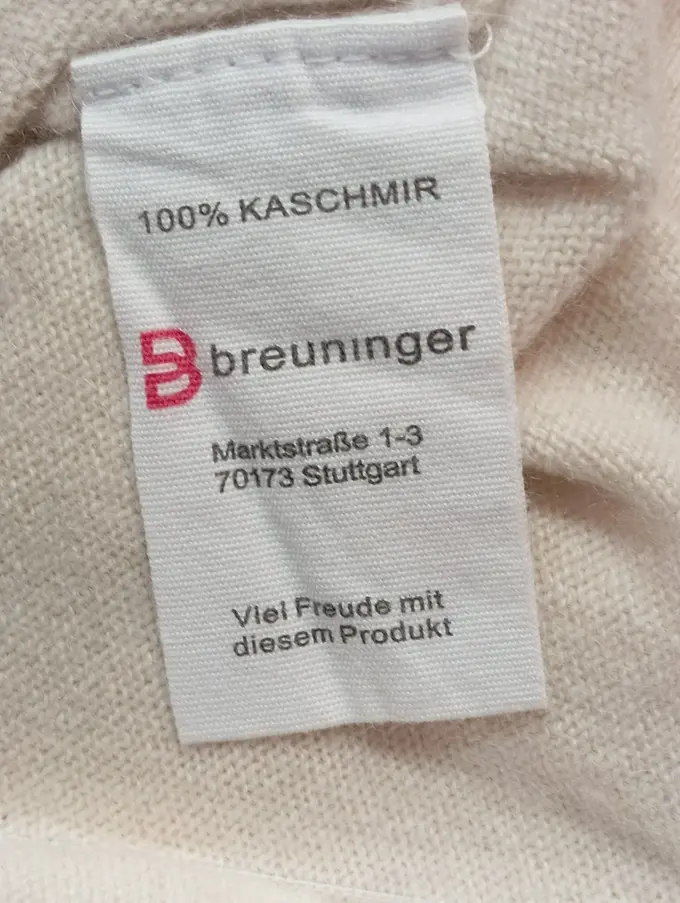 100% KASCHMIR
breuninger
Marktstraße 1-3
70173 Stuttgart
Viel Freude mit
diesem Produkt